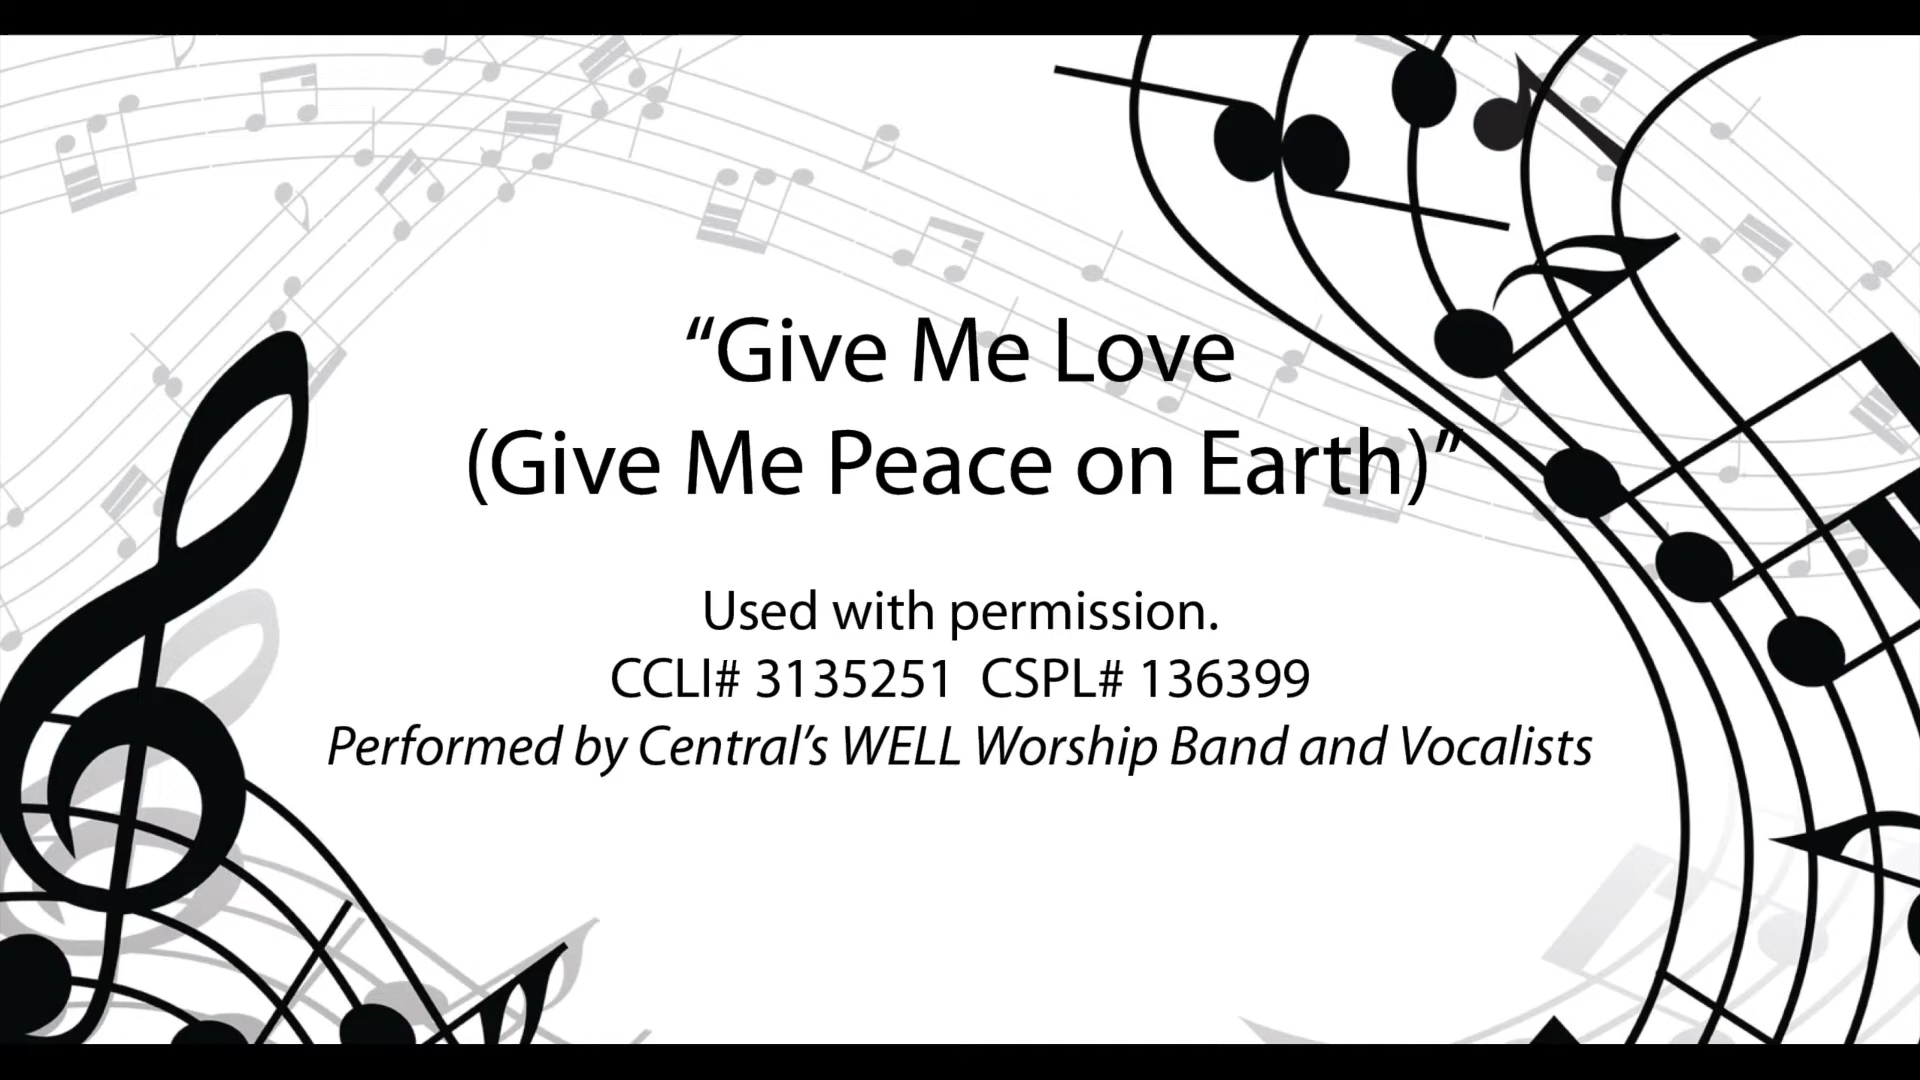 “Give Me Love
(Give Me Peace on Earth)”
Used with permission.
CCLI# 3135251  CSPL# 136399
Performed by Central’s WELL Worship Band and Vocalists